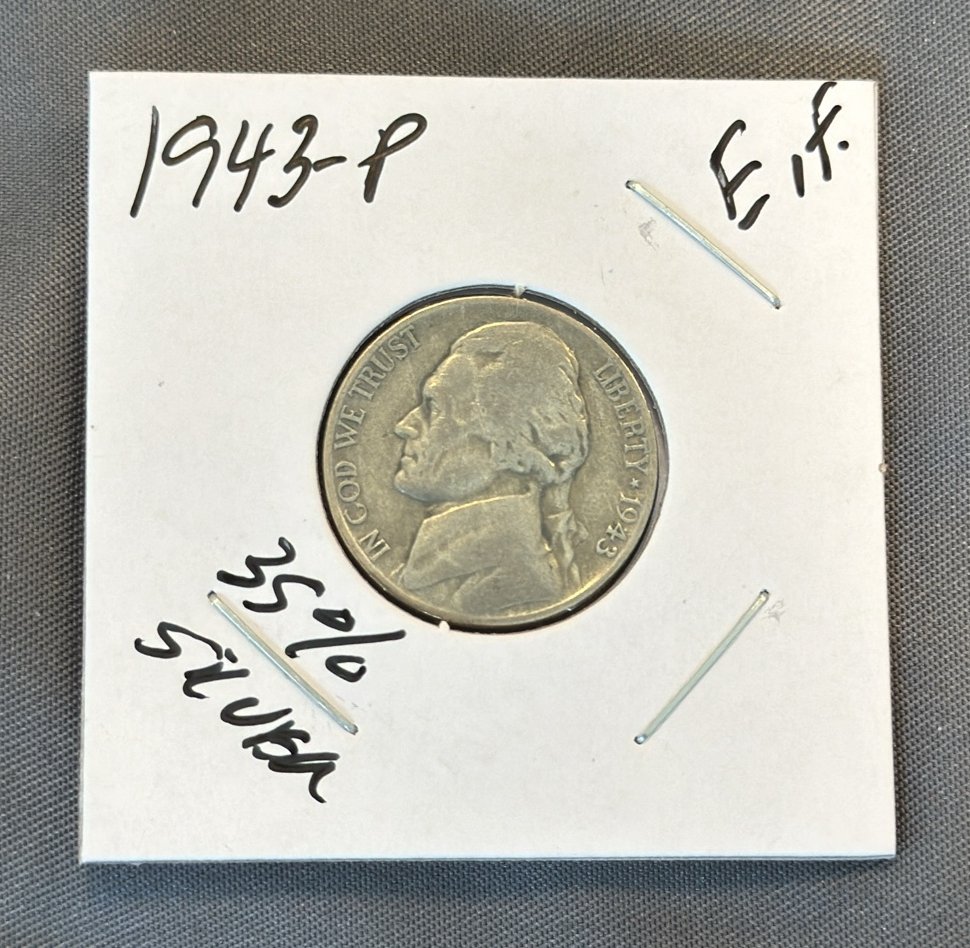 1943-P
E.F.
IN GOD WE TRUST
LIBERTY ★ 1943
35%
SILVER